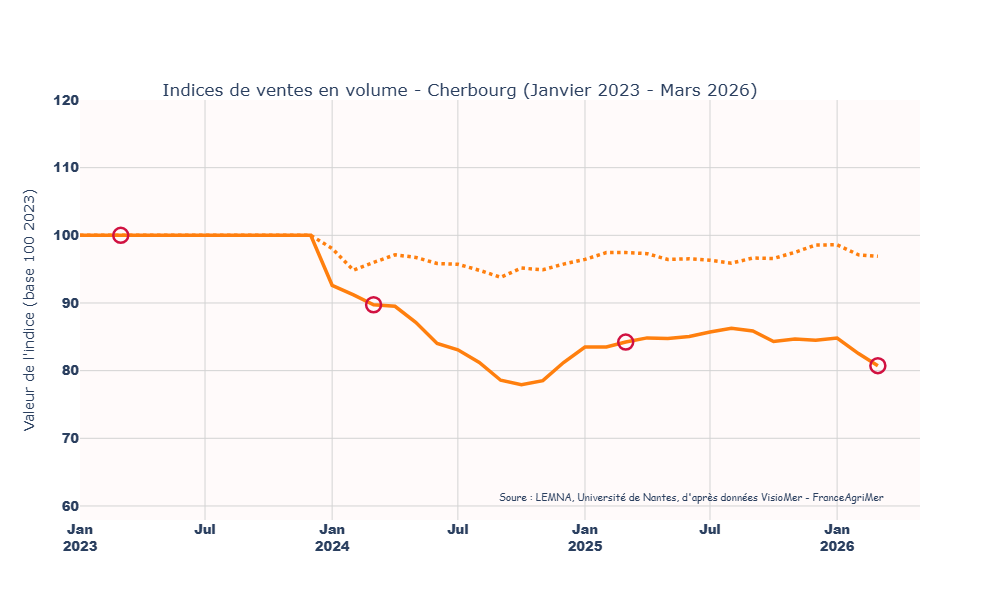 Indices de ventes en volume - Cherbourg (Janvier 2023 - Mars 2026)
Valeur de l'indice (base 100 2023)
120
110
100
90
80
70
60
Soure : LEMNA, Université de Nantes, d'après données VisioMer - FranceAgriMer
Jan Jul Jan Jul Jan Jul Jan
2023 2024 2025 2026